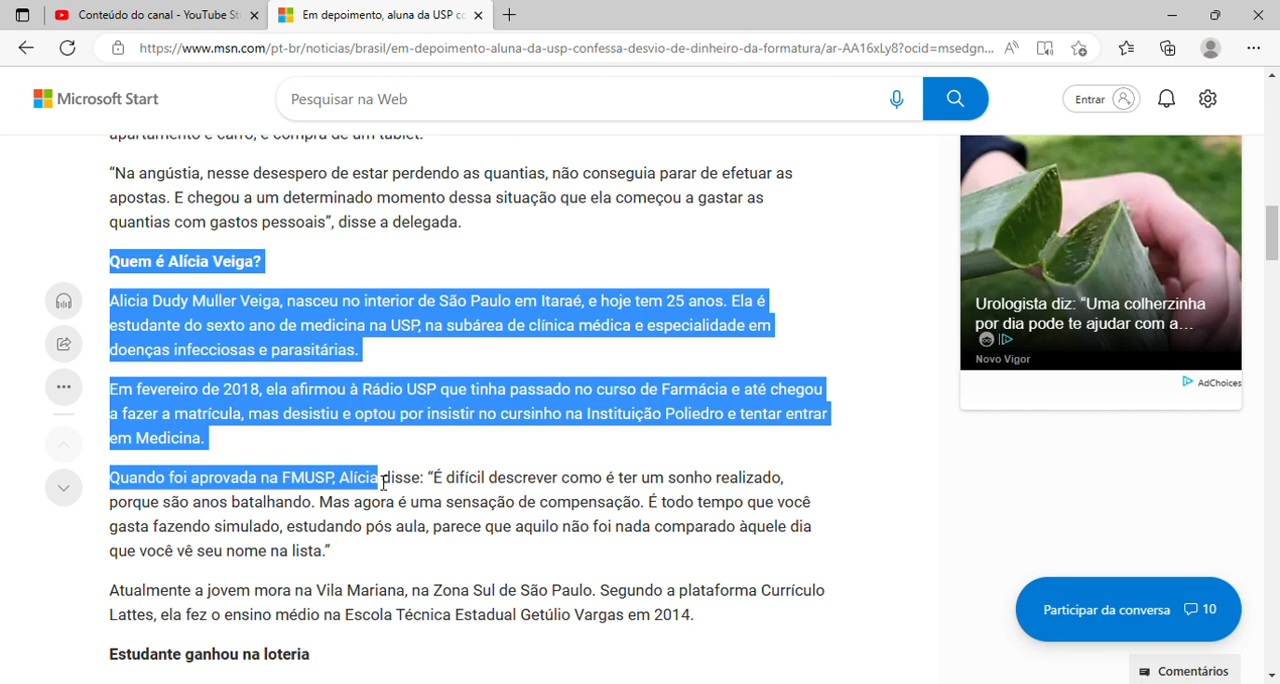 Conteúdo do canal - YouTube St
Em depoimento, aluna da USP co
https://www.msn.com/pt-br/noticias/brasil/em-depoimento-aluna-da-usp-confessa-desvio-de-dinheiro-da-formatura/ar-AA16xLy8?ocid=msedgn...
Microsoft Start
Pesquisar na Web
Entrar
apartamento e carro, e compra de um tablet.
“Na angústia, nesse desespero de estar perdendo as quantias, não conseguia parar de efetuar as
apostas. E chegou a um determinado momento dessa situação que ela começou a gastar as
quantias com gastos pessoais”, disse a delegada.
Quem é Alícia Veiga?
Alicia Dudy Muller Veiga, nasceu no interior de São Paulo em Itaraé, e hoje tem 25 anos. Ela é
estudante do sexto ano de medicina na USP, na subárea de clínica médica e especialidade em
doenças infecciosas e parasitárias.
Em fevereiro de 2018, ela afirmou à Rádio USP que tinha passado no curso de Farmácia e até chegou
a fazer a matrícula, mas desistiu e optou por insistir no cursinho na Instituição Poliedro e tentar entrar
em Medicina.
Quando foi aprovada na FMUSP, Alícia disse: “É difícil descrever como é ter um sonho realizado,
porque são anos batalhando. Mas agora é uma sensação de compensação. É todo tempo que você
gasta fazendo simulado, estudando pós aula, parece que aquilo não foi nada comparado àquele dia
que você vê seu nome na lista.”
Atualmente a jovem mora na Vila Mariana, na Zona Sul de São Paulo. Segundo a plataforma Currículo
Lattes, ela fez o ensino médio na Escola Técnica Estadual Getúlio Vargas em 2014.
Estudante ganhou na loteria
Urologista diz: “Uma colherzinha
por dia pode te ajudar com a...
Novo Vigor
AdChoices
Participar da conversa 10
Comentários